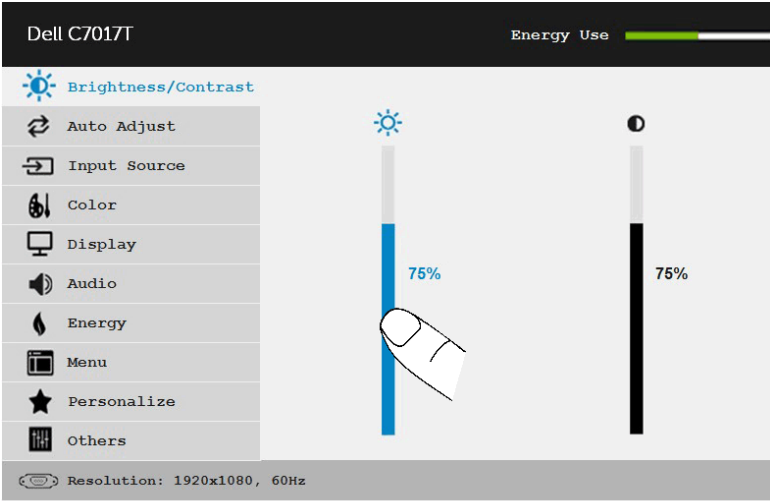 Dell C7017T
Energy Use
Brightness/Contrast
Auto Adjust
Input Source
Color
Display
Audio
Energy
Menu
Personalize
Others
75%
75%
Resolution: 1920x1080, 60Hz